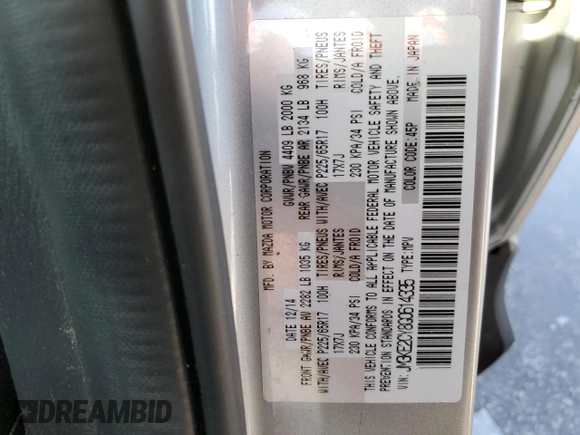 MFD. BY MAZDA MOTOR CORPORATION
DATE 12/14 GVWR/PNBV 4409 LB 2000 KG
FRONT GAWR/PNBE AV 2282 LB 1035 KG REAR GAWR/PNBE AR 2134 LB 968 KG
WITH/AVEC P225/65R17 100H TIRES/PNEUS WITH/AVEC P225/65R17 100H TIRES/PNEUS
17X7J RIMS/JANTES 17X7J RIMS/JANTES
230 KPA/34 PSI COLD/A FROID 230 KPA/34 PSI COLD/A FROID
THIS VEHICLE CONFORMS TO ALL APPLICABLE FEDERAL MOTOR VEHICLE SAFETY AND THEFT
PREVENTION STANDARDS IN EFFECT ON THE DATE OF MANUFACTURE SHOWN ABOVE.
VIN: JM3KE2CY8G0614335 TYPE: MPV COLOR CODE: 45P MADE IN JAPAN
DREAMBID